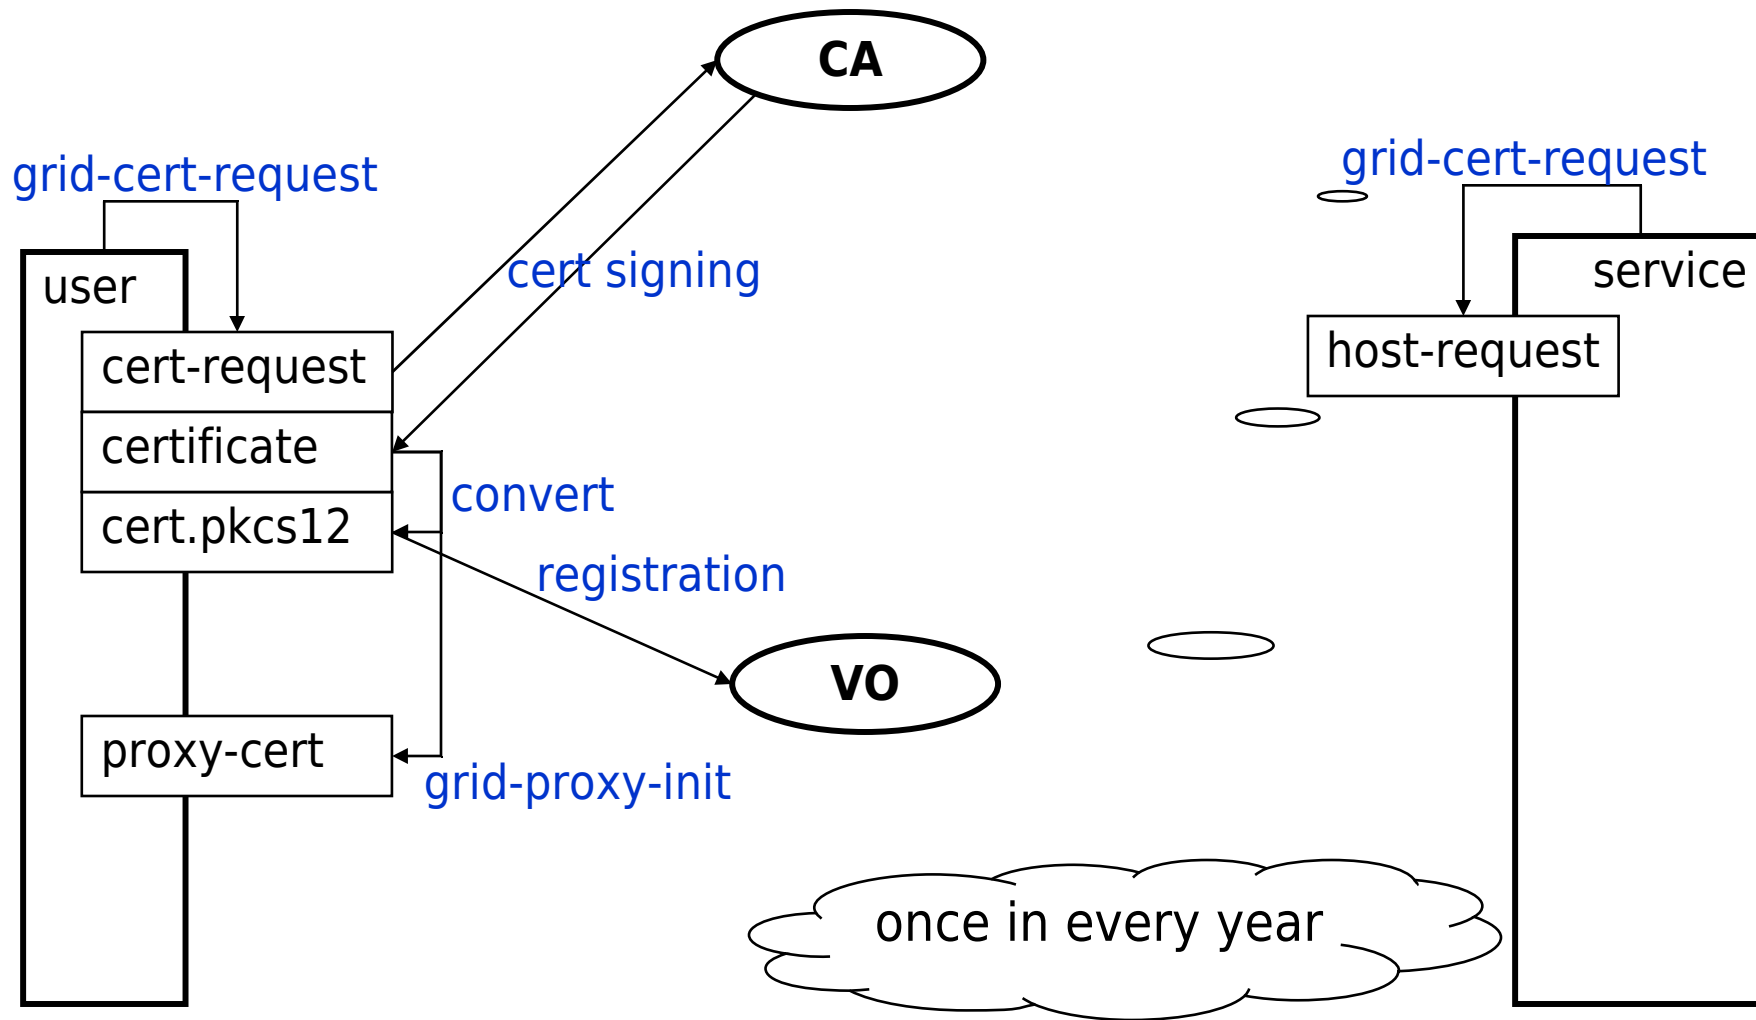 CA
grid-cert-request
grid-cert-request
user
cert signing
service
cert-request
host-request
certificate
convert
cert.pkcs12
registration
VO
proxy-cert
grid-proxy-init
once in every year